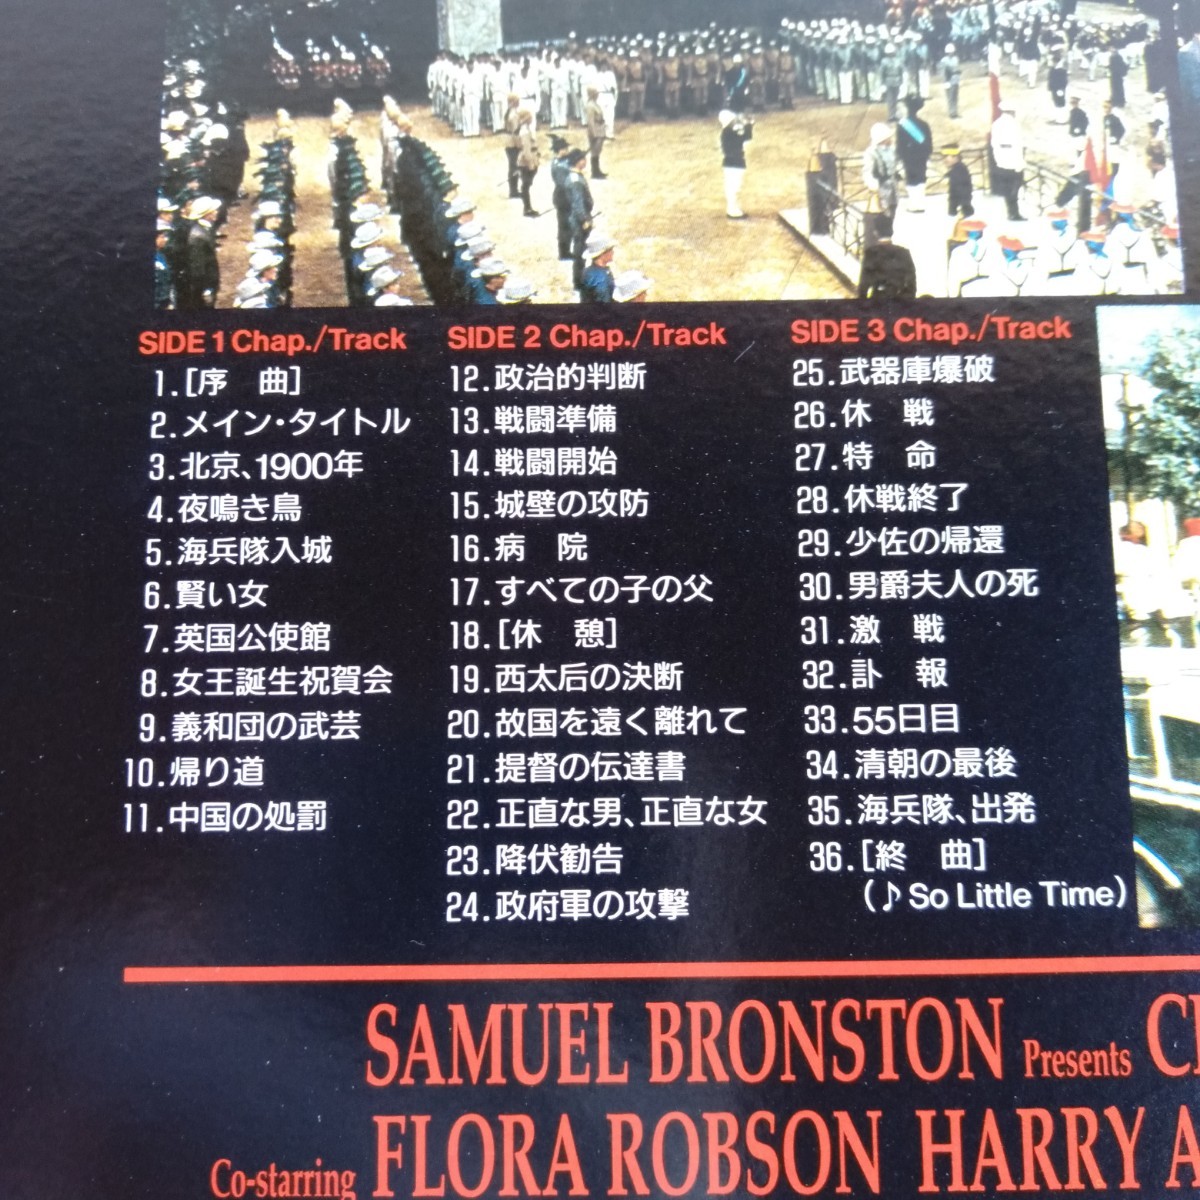 SIDE 1 Chap./Track
1.[序　曲]
2.メイン・タイトル
3.北京、1900年
4.夜鳴き鳥
5.海兵隊入城
6.賢い女
7.英国公使館
8.女王誕生祝賀会
9.義和団の武芸
10.帰り道
11.中国の処罰
SIDE 2 Chap./Track
12.政治的判断
13.戦闘準備
14.戦闘開始
15.城壁の攻防
16.病　院
17.すべての子の父
18.[休　憩]
19.西太后の決断
20.故国を遠く離れて
21.提督の伝達書
22.正直な男、正直な女
23.降伏勧告
24.政府軍の攻撃
SIDE 3 Chap./Track
25.武器庫爆破
26.休　戦
27.特　命
28.休戦終了
29.少佐の帰還
30.男爵夫人の死
31.激　戦
32.訃　報
33.55日目
34.清朝の最後
35.海兵隊、出発
36.[終　曲]
(♪So Little Time)
SAMUEL BRONSTON Presents
Co-starring FLORA ROBSON HARRY A